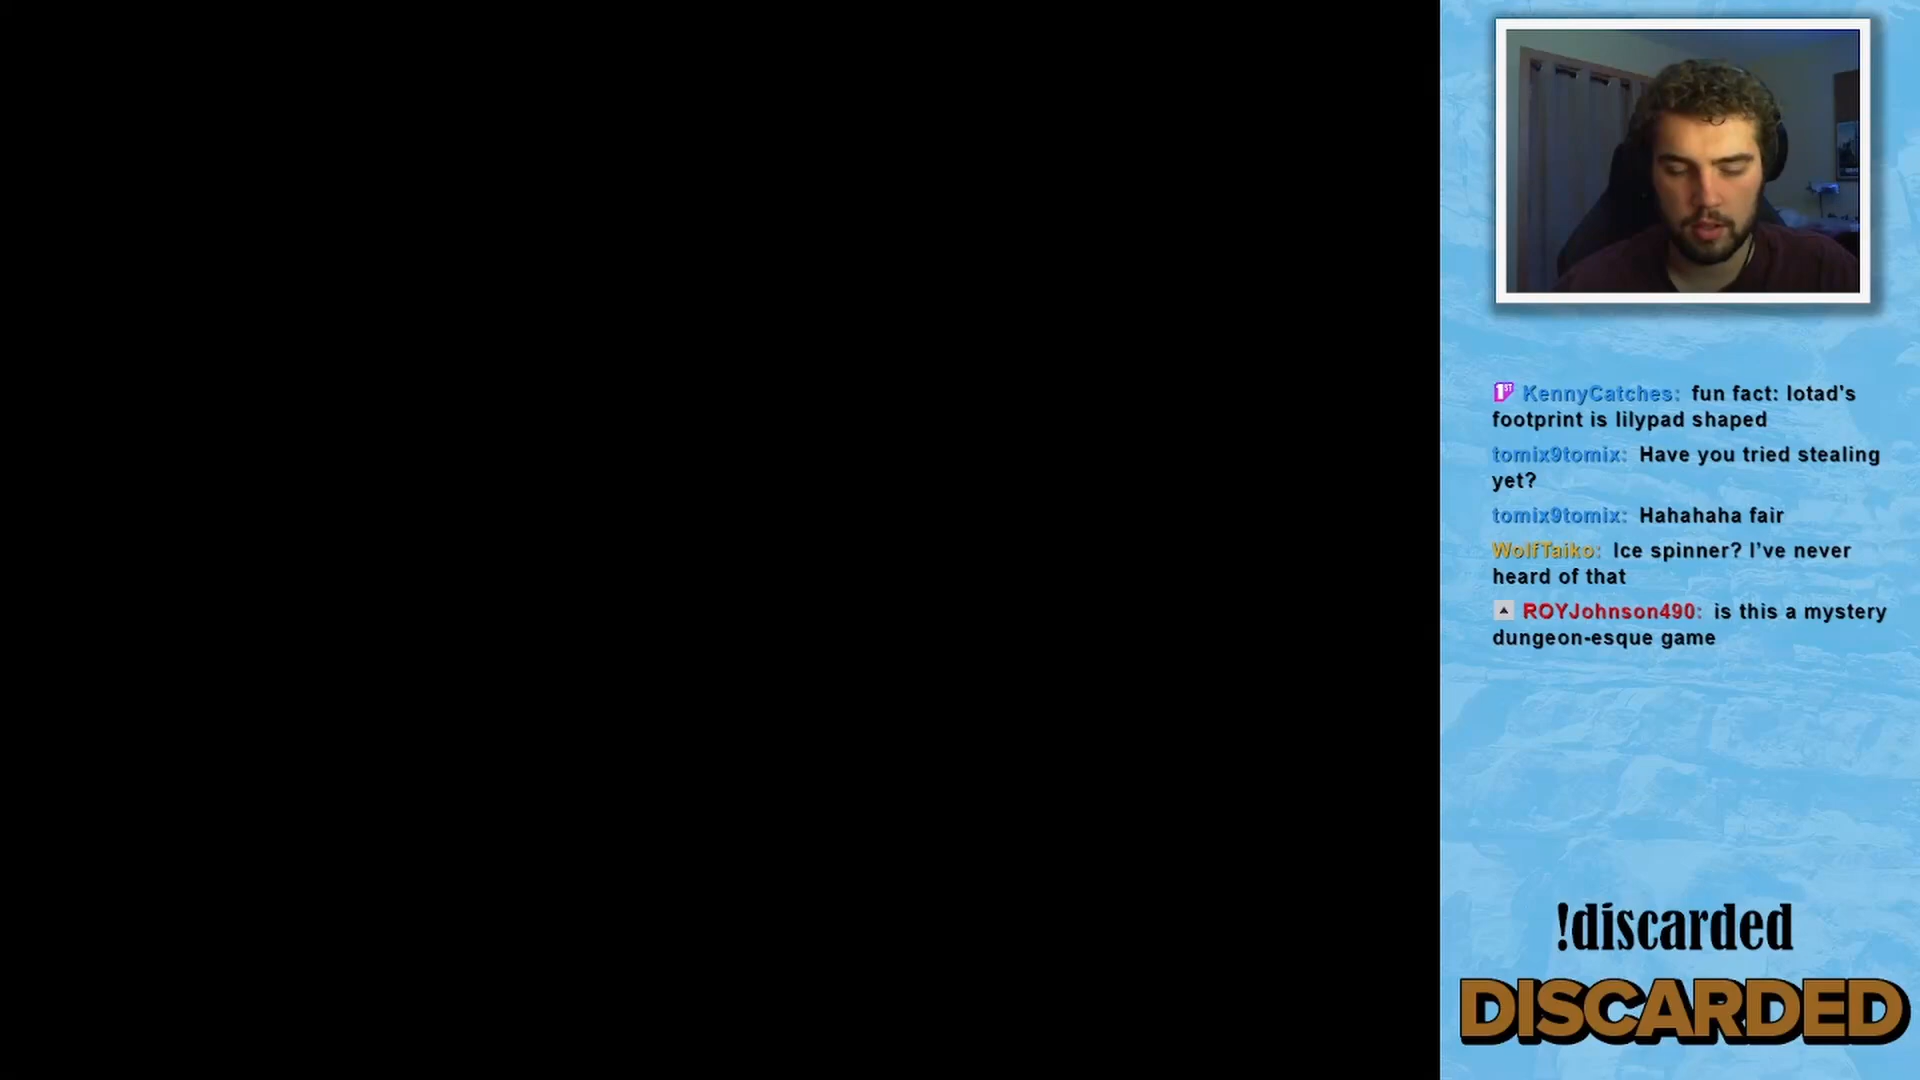 KennyCatches: fun fact: lotad's
footprint is lilypad shaped
tomix9tomix: Have you tried stealing
yet?
tomix9tomix: Hahahaha fair
WolfTaiko: Ice spinner? I've never
heard of that
ROYJohnson490: is this a mystery
dungeon-esque game
!discarded
DISCARDED